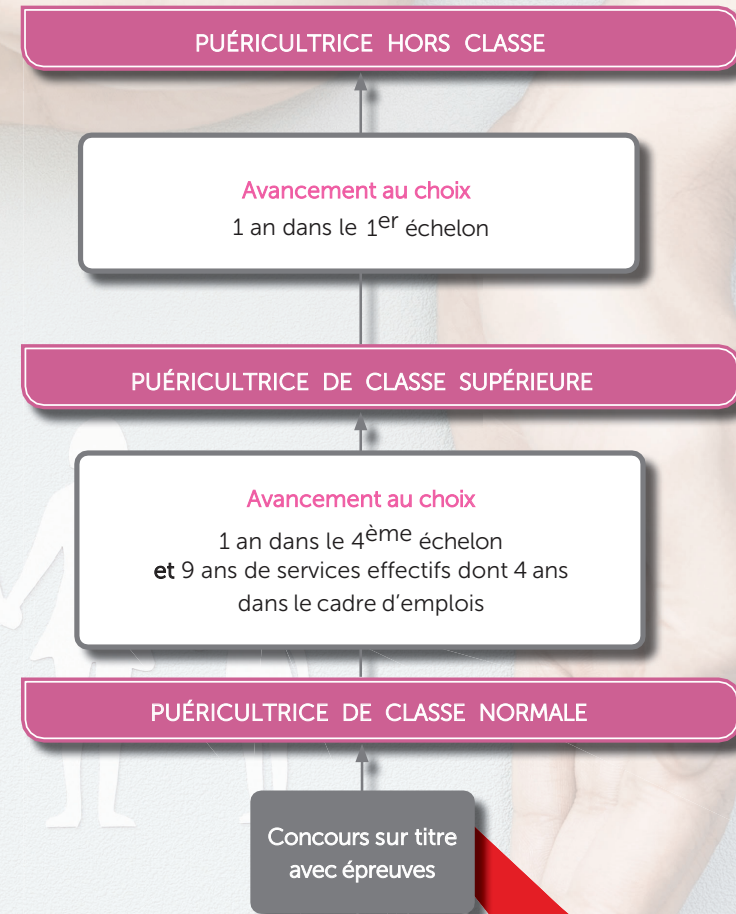 PUÉRICULTRICE HORS CLASSE
Avancement au choix
1 an dans le 1er échelon
PUÉRICULTRICE DE CLASSE SUPÉRIEURE
Avancement au choix
1 an dans le 4ème échelon
et 9 ans de services effectifs dont 4 ans
dans le cadre d'emplois
PUÉRICULTRICE DE CLASSE NORMALE
Concours sur titre
avec épreuves